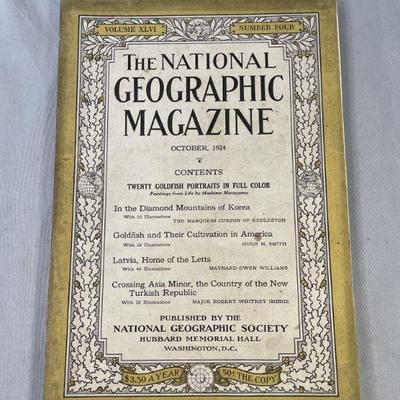 VOLUME XLVI NUMBER FOUR
THE NATIONAL
GEOGRAPHIC
MAGAZINE
OCTOBER, 1924
CONTENTS
TWENTY GOLDFISH PORTRAITS IN FULL COLOR
Paintings from Life by Hashime Murayama
In the Diamond Mountains of Korea
With 33 Illustrations THE MARQUESS CURZON OF KEDLESTON
Goldfish and Their Cultivation in America
With 22 Illustrations HUGH M. SMITH
Latvia, Home of the Letts
With 46 Illustrations MAYNARD OWEN WILLIAMS
Crossing Asia Minor, the Country of the New
Turkish Republic
With 22 Illustrations MAJOR ROBERT WHITNEY IMBRIE
PUBLISHED BY THE
NATIONAL GEOGRAPHIC SOCIETY
HUBBARD MEMORIAL HALL
WASHINGTON, D.C.
$3.50 A YEAR 50¢ THE COPY